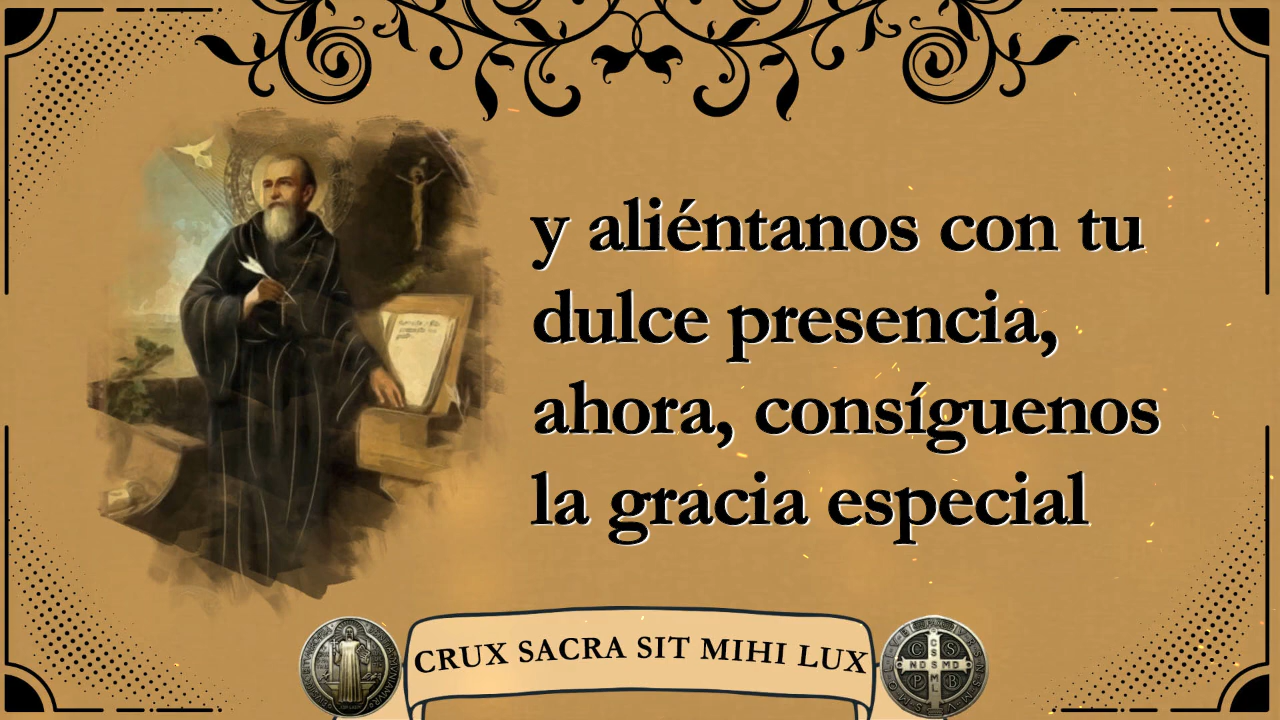 y aliéntanos con tu
dulce presencia,
ahora, consíguenos
la gracia especial
CRUX SACRA SIT MIHI LUX
C S
S
N D S M D
M
P B
L